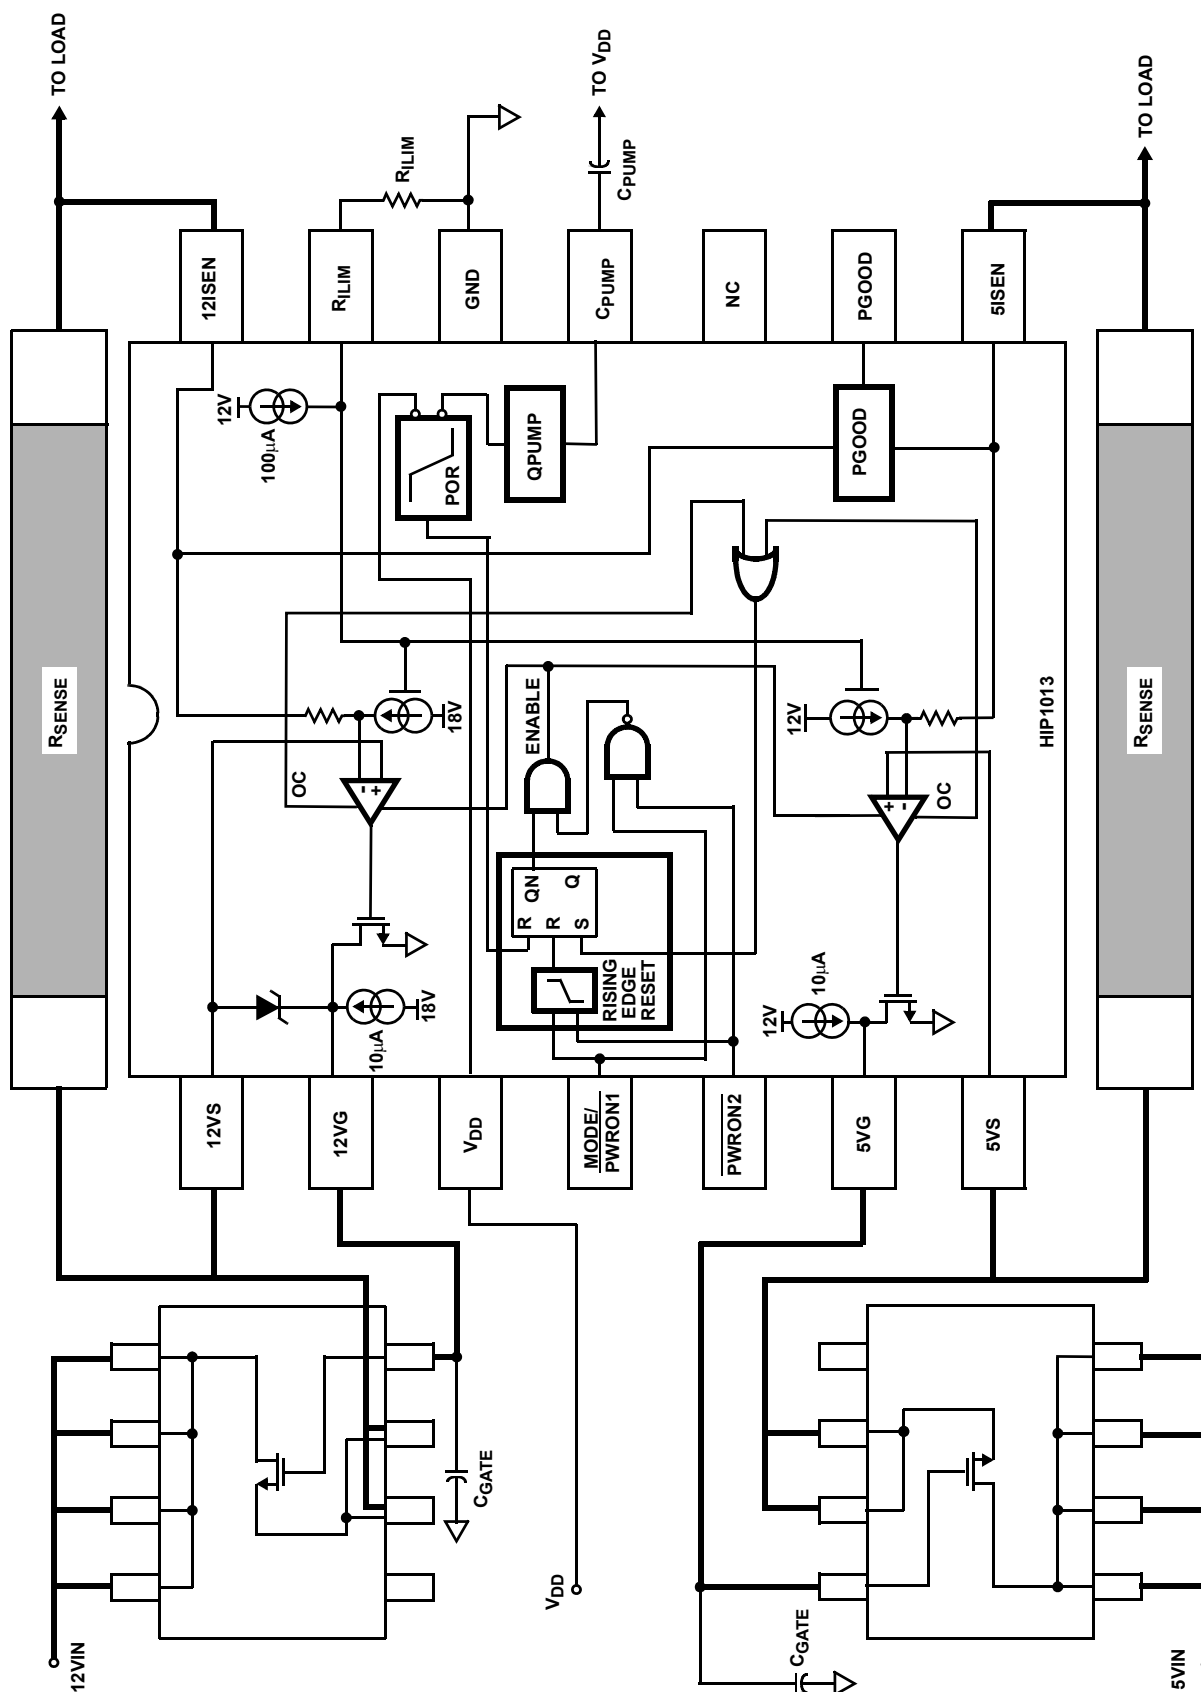 TO LOAD
TO VDD
TO LOAD
RILIM
CPUMP
12ISEN
RILIM
GND
CPUMP
NC
PGOOD
5ISEN
12V
100µA
POR
QPUMP
PGOOD
RSENSE
18V
ENABLE
12V
HIP1013
RSENSE
OC
OC
QN
Q
R
R
S
RISING
EDGE
RESET
10µA
18V
12V
10µA
12VS
12VG
VDD
MODE/
PWRON1
PWRON2
5VG
5VS
CGATE
VDD
CGATE
12VIN
5VIN